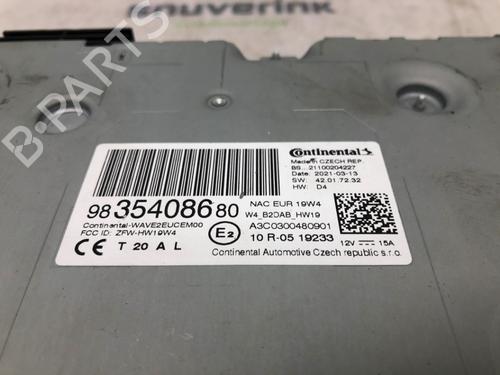 couverink
B-PARTS
Continental
Made in CZECH REP.
BS...21100204227
Date: 2021-03-13
SW: 42.01.72.32
HW: D4
98 354086 80
NAC EUR 19W4
W4_B2DAB_HW19
Continental-WAVE2EUCEM00
FCC ID: ZFW-HW19W4
A3C0300480901
CE T 20 A L
E2
10 R-05 19233
12V 15A
Continental Automotive Czech republic s.r.o.